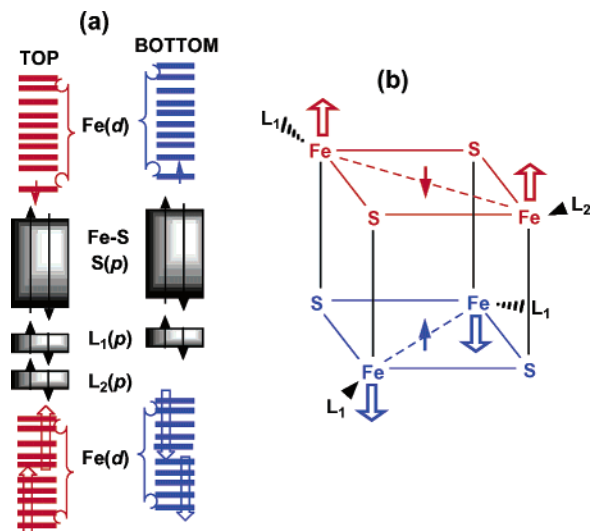 (a)
TOP
BOTTOM
Fe(d)
Fe-S
S(p)
L₁(p)
L₂(p)
Fe(d)
(b)
L₁
Fe
S
S
Fe
L₂
S
Fe
L₁
Fe
S
L₁